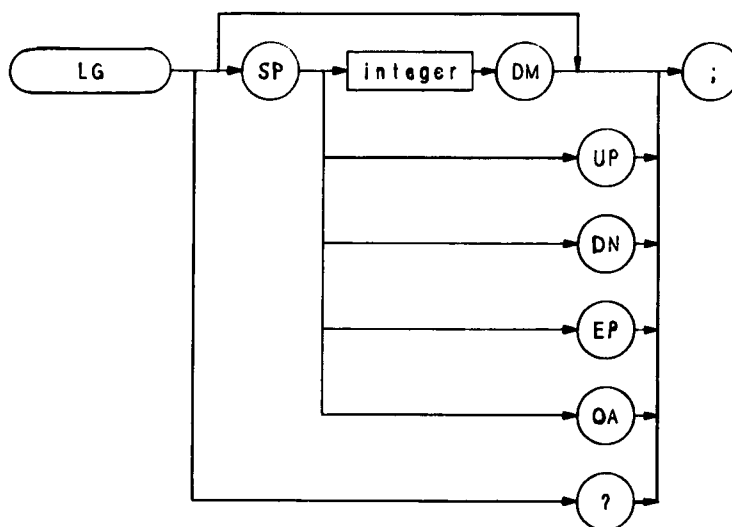 LG SP integer DM ;
UP
DN
EP
OA
?